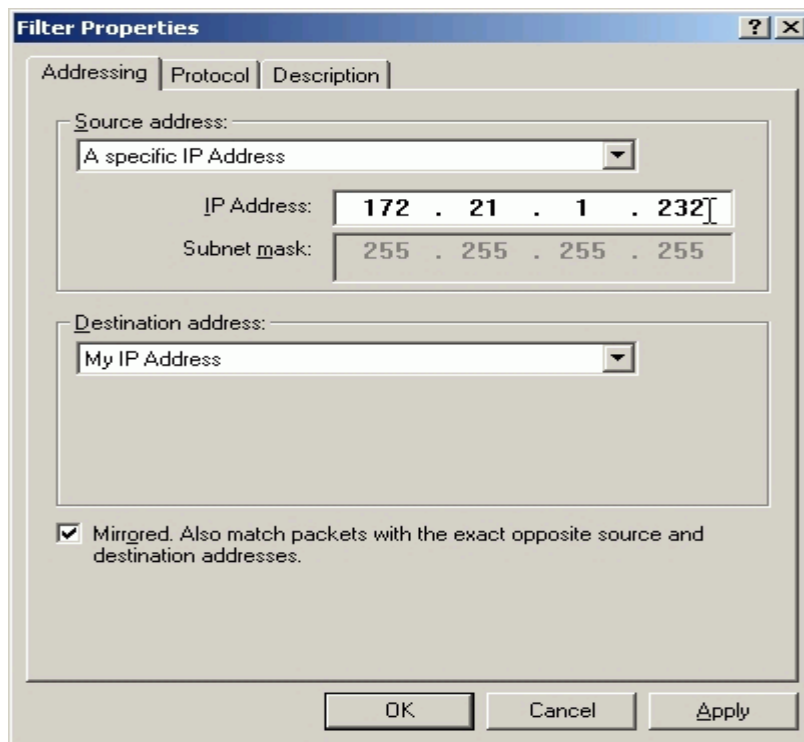 Filter Properties
Addressing
Protocol
Description
Source address:
A specific IP Address
IP Address: 172 . 21 . 1 . 232
Subnet mask: 255 . 255 . 255 . 255
Destination address:
My IP Address
Mirrored. Also match packets with the exact opposite source and
destination addresses.
OK
Cancel
Apply